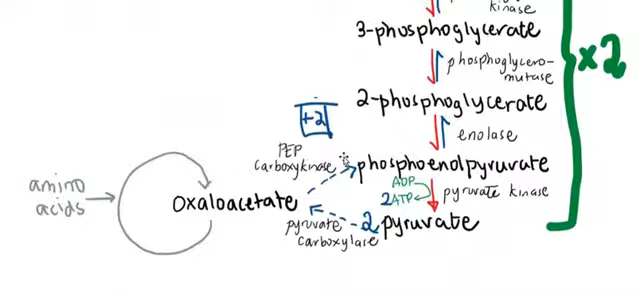 kinase
3-phosphoglycerate
phosphoglycero-
mutase
×2
2-phosphoglycerate
+2
enolase
PEP
carboxykinase
phosphoenolpyruvate
amino
acids
ADP
2ATP
pyruvate kinase
oxaloacetate
2 pyruvate
pyruvate
carboxylase